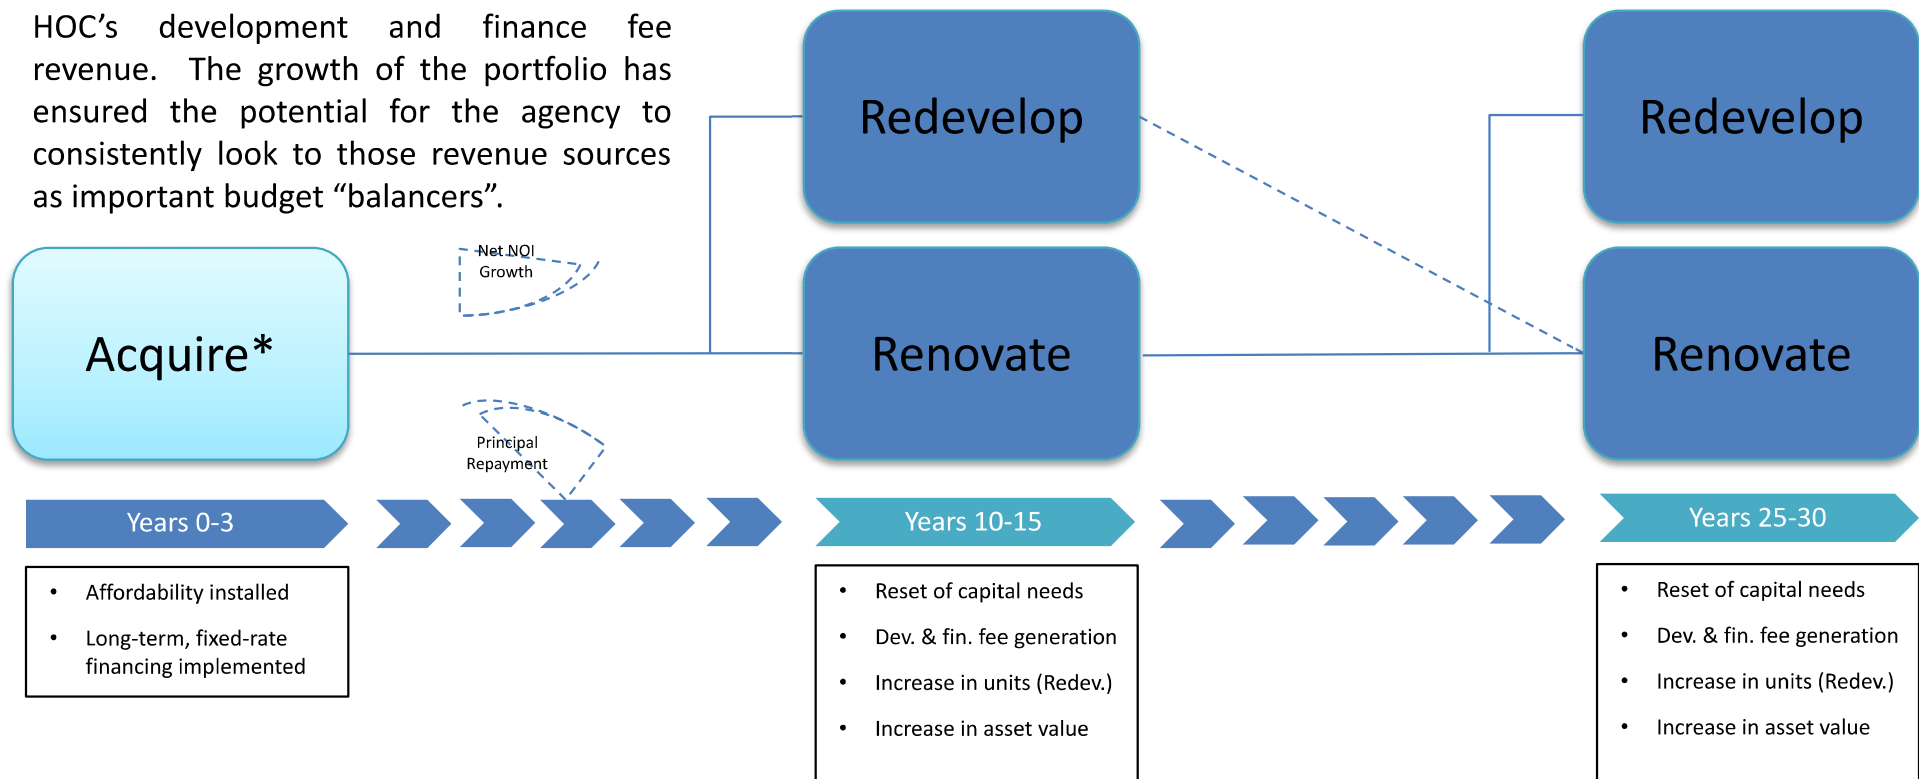 HOC’s development and finance fee
revenue. The growth of the portfolio has
ensured the potential for the agency to
consistently look to those revenue sources
as important budget “balancers”.
Redevelop
Redevelop
Net NOI
Growth
Acquire*
Renovate
Renovate
Principal
Repayment
Years 0-3
Years 10-15
Years 25-30
• Affordability installed
• Long-term, fixed-rate
financing implemented
• Reset of capital needs
• Dev. & fin. fee generation
• Increase in units (Redev.)
• Increase in asset value
• Reset of capital needs
• Dev. & fin. fee generation
• Increase in units (Redev.)
• Increase in asset value